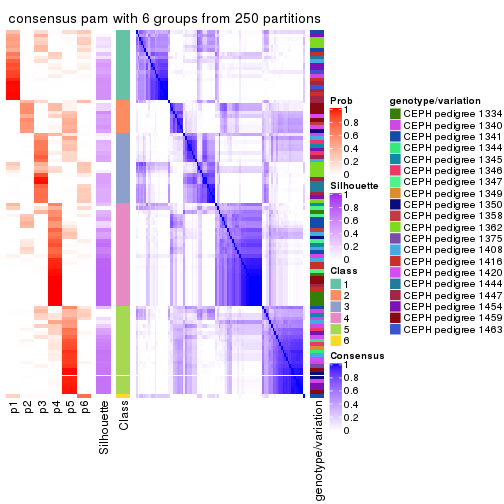 consensus pam with 6 groups from 250 partitions
p1
p2
p3
p4
p5
p6
Silhouette
Class
genotype/variation
Prob
1
0.8
0.6
0.4
0.2
0
Silhouette
1
0.8
0.6
0.4
0.2
0
Class
1
2
3
4
5
6
Consensus
1
0.8
0.6
0.4
0.2
0
genotype/variation
CEPH pedigree 1334
CEPH pedigree 1340
CEPH pedigree 1341
CEPH pedigree 1344
CEPH pedigree 1345
CEPH pedigree 1346
CEPH pedigree 1347
CEPH pedigree 1349
CEPH pedigree 1350
CEPH pedigree 1358
CEPH pedigree 1362
CEPH pedigree 1375
CEPH pedigree 1408
CEPH pedigree 1416
CEPH pedigree 1420
CEPH pedigree 1444
CEPH pedigree 1447
CEPH pedigree 1454
CEPH pedigree 1459
CEPH pedigree 1463